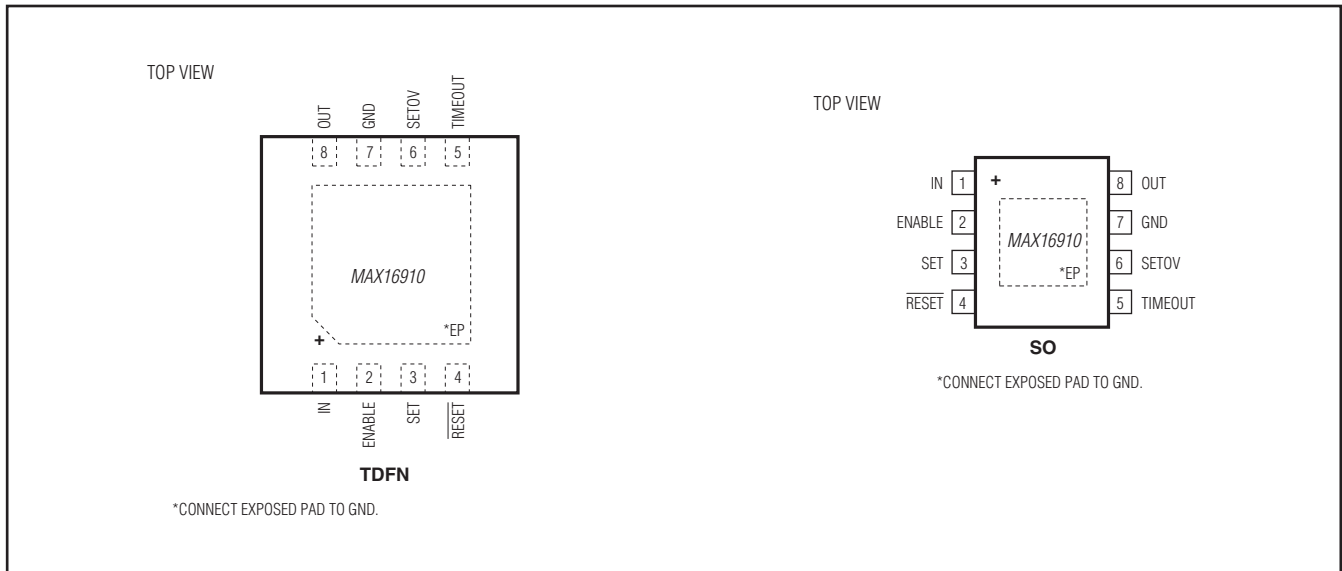 TOP VIEW
OUT
GND
SETOV
TIMEOUT
8 7 6 5
MAX16910
*EP
+
1 2 3 4
IN
ENABLE
SET
RESET
TDFN
*CONNECT EXPOSED PAD TO GND.
TOP VIEW
IN 1 + 8 OUT
ENABLE 2 7 GND
MAX16910
SET 3 6 SETOV
*EP
RESET 4 5 TIMEOUT
SO
*CONNECT EXPOSED PAD TO GND.